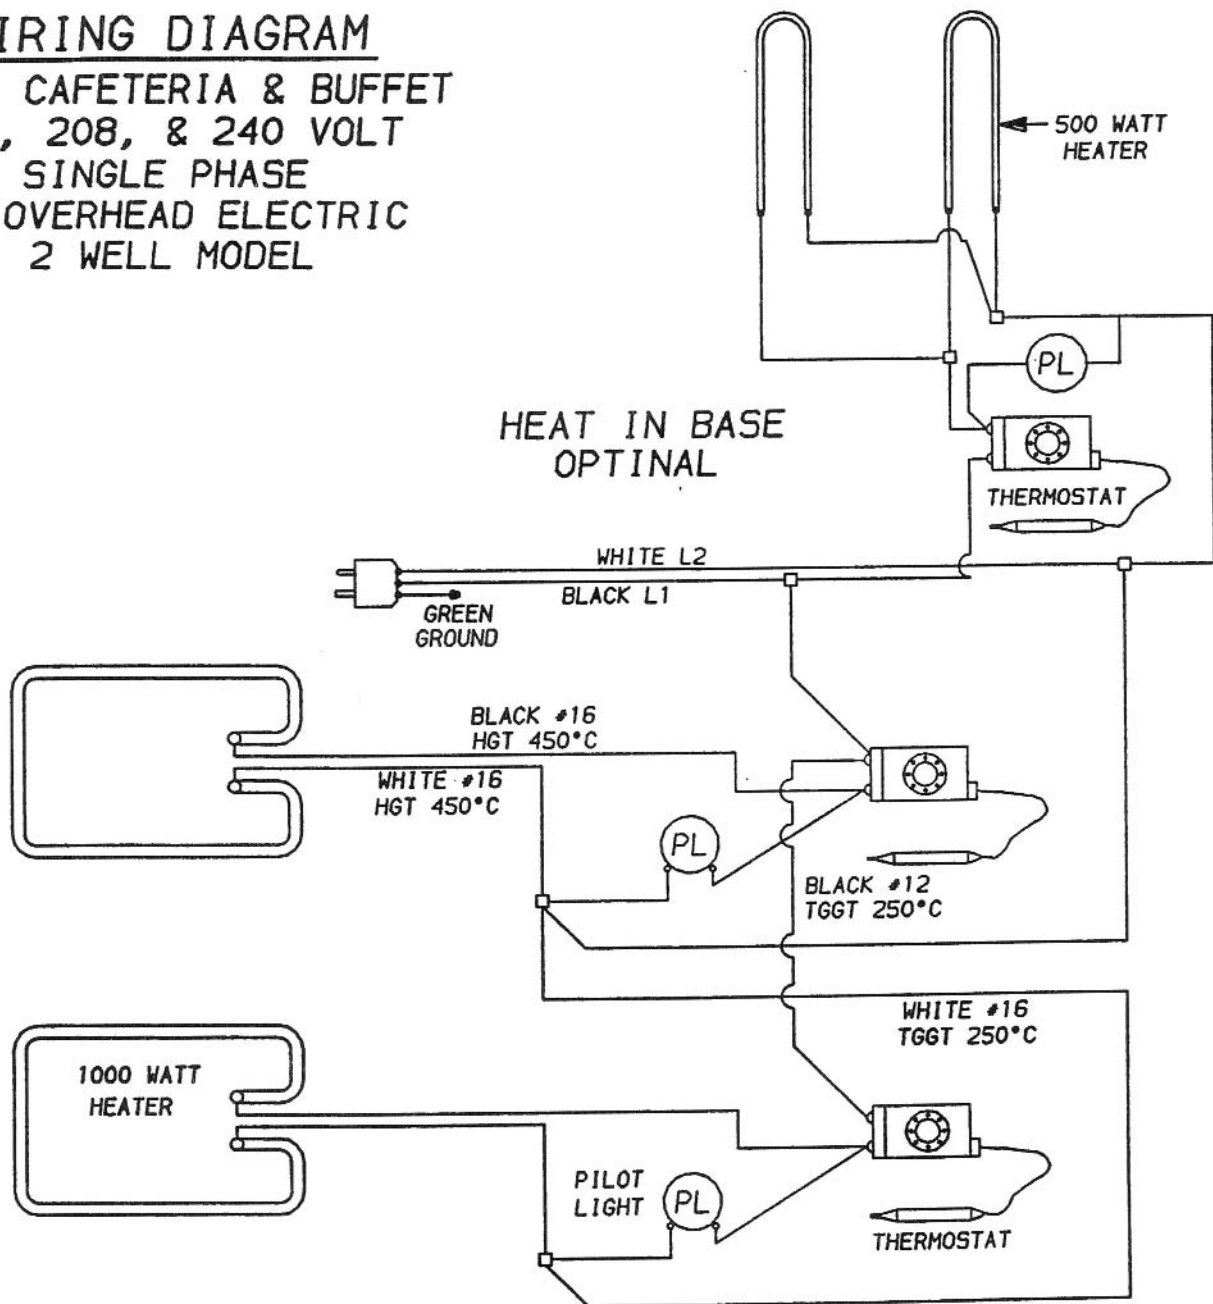 IRING DIAGRAM
CAFETERIA & BUFFET
, 208, & 240 VOLT
SINGLE PHASE
OVERHEAD ELECTRIC
2 WELL MODEL
500 WATT
HEATER
PL
HEAT IN BASE
OPTINAL
THERMOSTAT
WHITE L2
BLACK L1
GREEN
GROUND
BLACK #16
HGT 450°C
WHITE #16
HGT 450°C
PL
BLACK #12
TGGT 250°C
WHITE #16
TGGT 250°C
1000 WATT
HEATER
PILOT
LIGHT
PL
THERMOSTAT